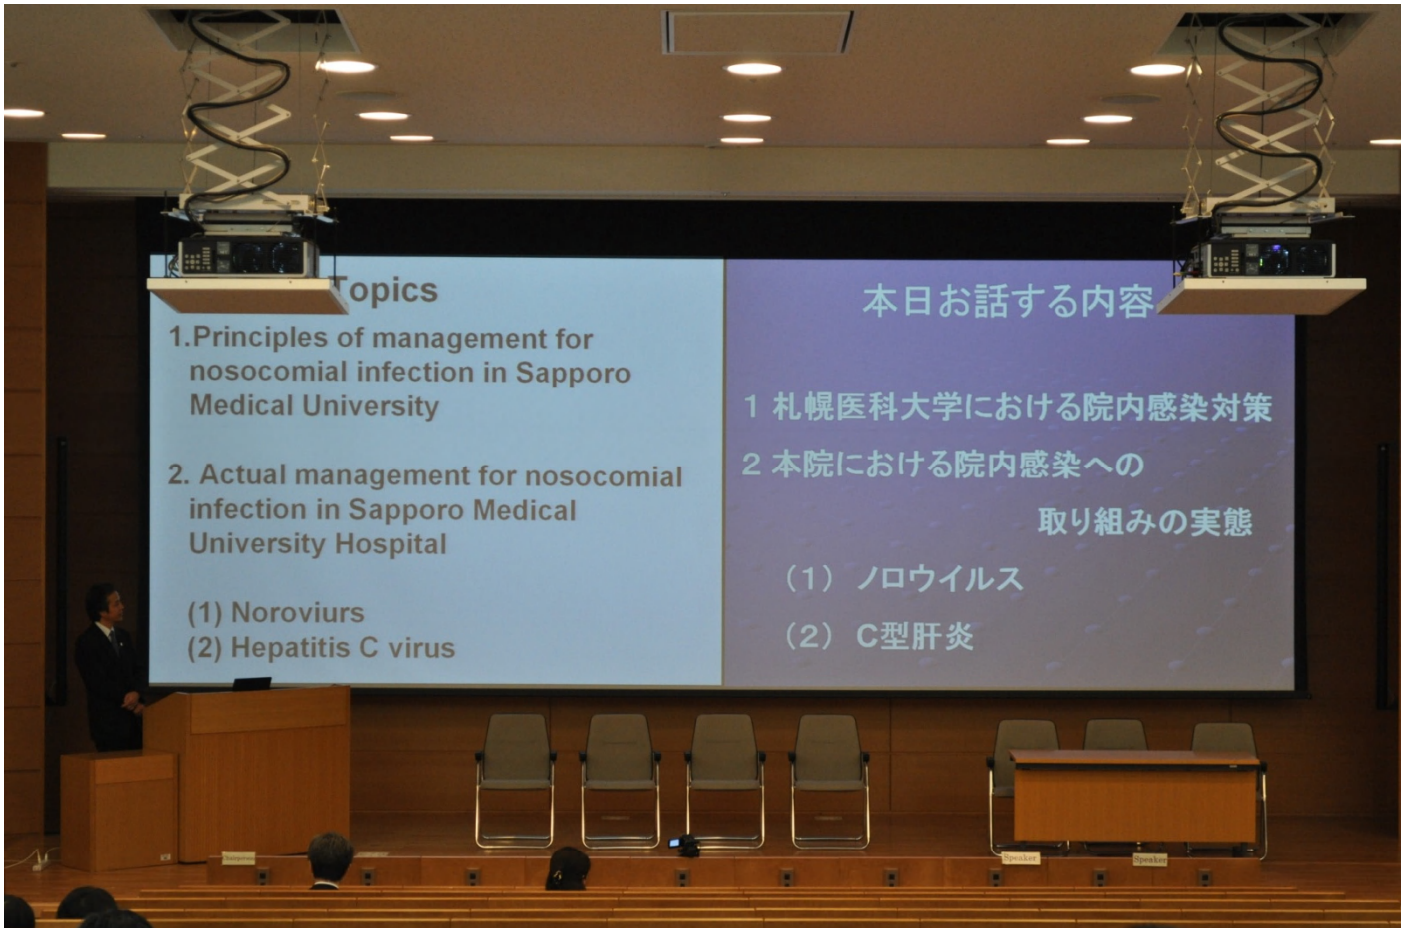 Topics
1.Principles of management for
nosocomial infection in Sapporo
Medical University
2. Actual management for nosocomial
infection in Sapporo Medical
University Hospital
(1) Noroviurs
(2) Hepatitis C virus
本日お話する内容
1 札幌医科大学における院内感染対策
2 本院における院内感染への
取り組みの実態
（1） ノロウイルス
（2） C型肝炎
Speaker
Speaker